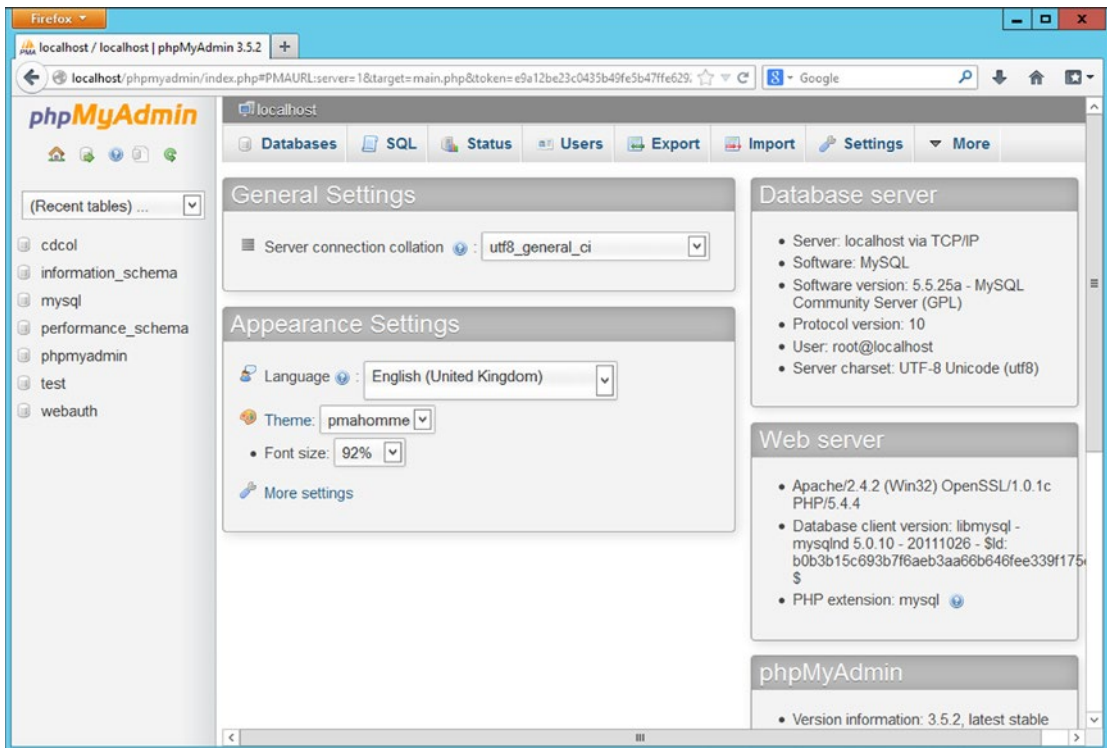 Firefox
localhost / localhost | phpMyAdmin 3.5.2
localhost/phpmyadmin/index.php#PMAURL:server=1&target=main.php&token=e9a12be23c0435b49fe5b47ffe629
Google
phpMyAdmin
(Recent tables) ...
cdcol
information_schema
mysql
performance_schema
phpmyadmin
test
webauth
localhost
Databases SQL Status Users Export Import Settings More
General Settings
Server connection collation : utf8_general_ci
Appearance Settings
Language : English (United Kingdom)
Theme: pmahomme
Font size: 92%
More settings
Database server
Server: localhost via TCP/IP
Software: MySQL
Software version: 5.5.25a - MySQL
Community Server (GPL)
Protocol version: 10
User: root@localhost
Server charset: UTF-8 Unicode (utf8)
Web server
Apache/2.4.2 (Win32) OpenSSL/1.0.1c
PHP/5.4.4
Database client version: libmysql -
mysqlnd 5.0.10 - 20111026 - $Id:
b0b3b15c693b7f6aeb3aa66b646fee339f175
$
PHP extension: mysql
phpMyAdmin
Version information: 3.5.2, latest stable